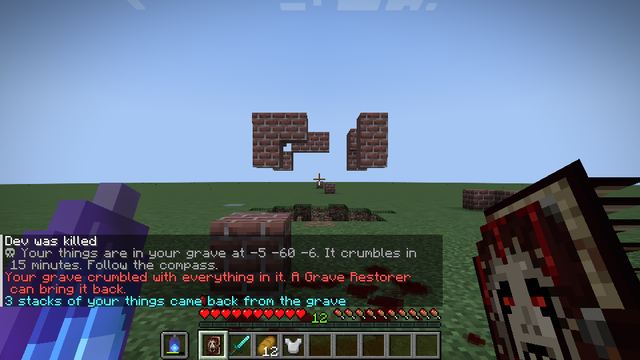 Dev was killed
☠ Your things are in your grave at -5 -60 -6. It crumbles in
15 minutes. Follow the compass.
Your grave crumbled with everything in it. A Grave Restorer
can bring it back.
3 stacks of your things came back from the grave
12
12